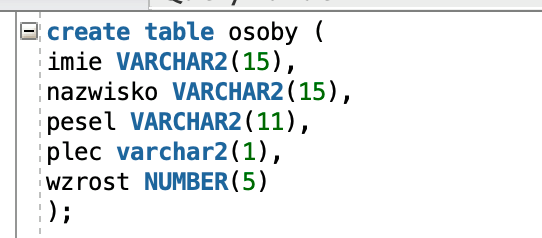 create table osoby (
imie VARCHAR2(15),
nazwisko VARCHAR2(15),
pesel VARCHAR2(11),
plec varchar2(1),
wzrost NUMBER(5)
);